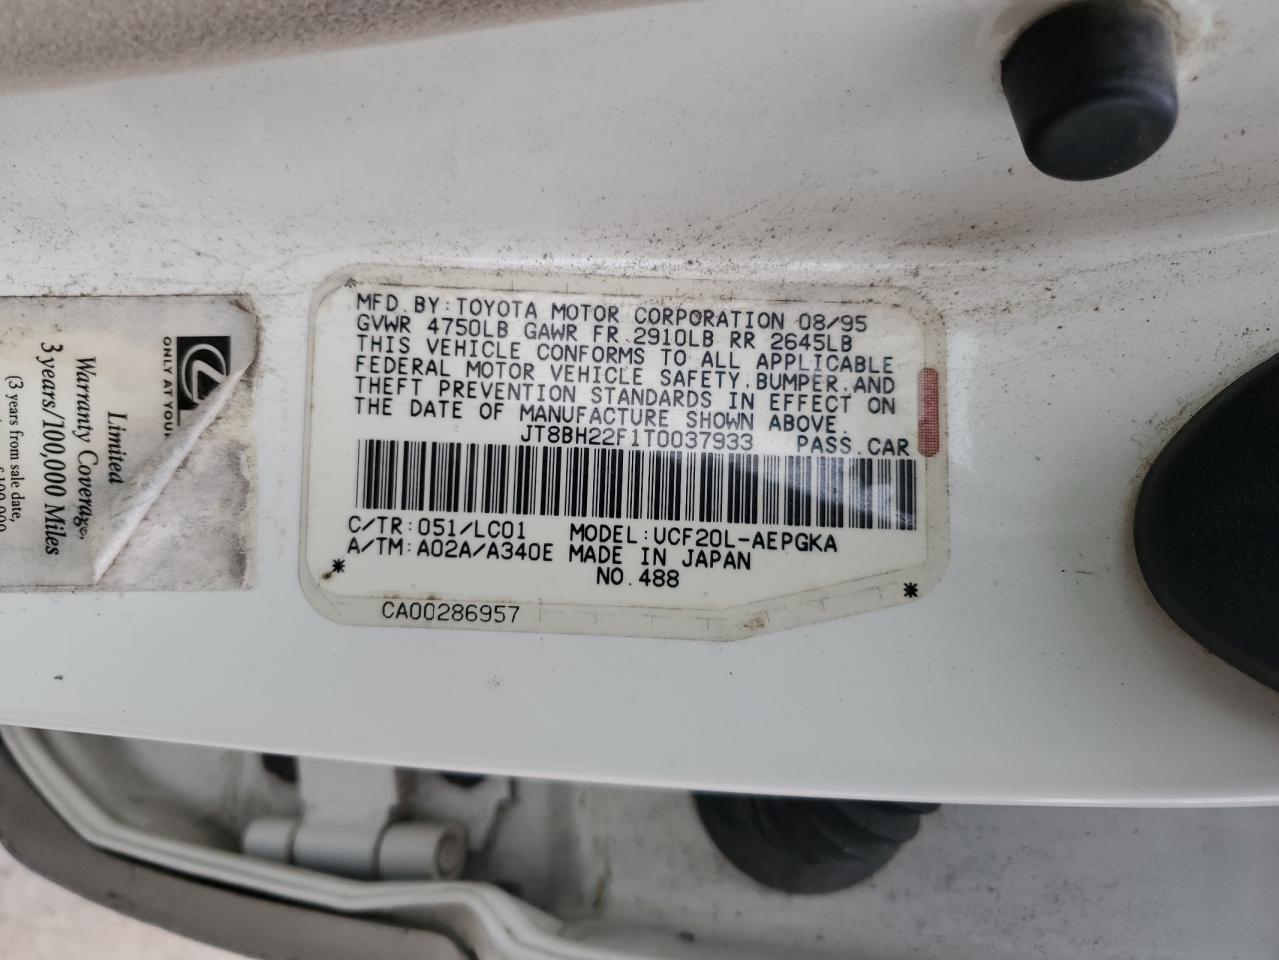 MFD. BY: TOYOTA MOTOR CORPORATION 08/95
GVWR 4750LB GAWR FR 2910LB RR 2645LB
THIS VEHICLE CONFORMS TO ALL APPLICABLE
FEDERAL MOTOR VEHICLE SAFETY, BUMPER, AND
THEFT PREVENTION STANDARDS IN EFFECT ON
THE DATE OF MANUFACTURE SHOWN ABOVE.
JT8BH22F1T0037933 PASS. CAR
C/TR: 051/LC01 MODEL: UCF20L-AEPGKA
A/TM: A02A/A340E MADE IN JAPAN
NO. 488
CA00286957
ONLY AT YOUR
Limited
Warranty Coverage,
3 years/100,000 Miles
(3 years from sale date,